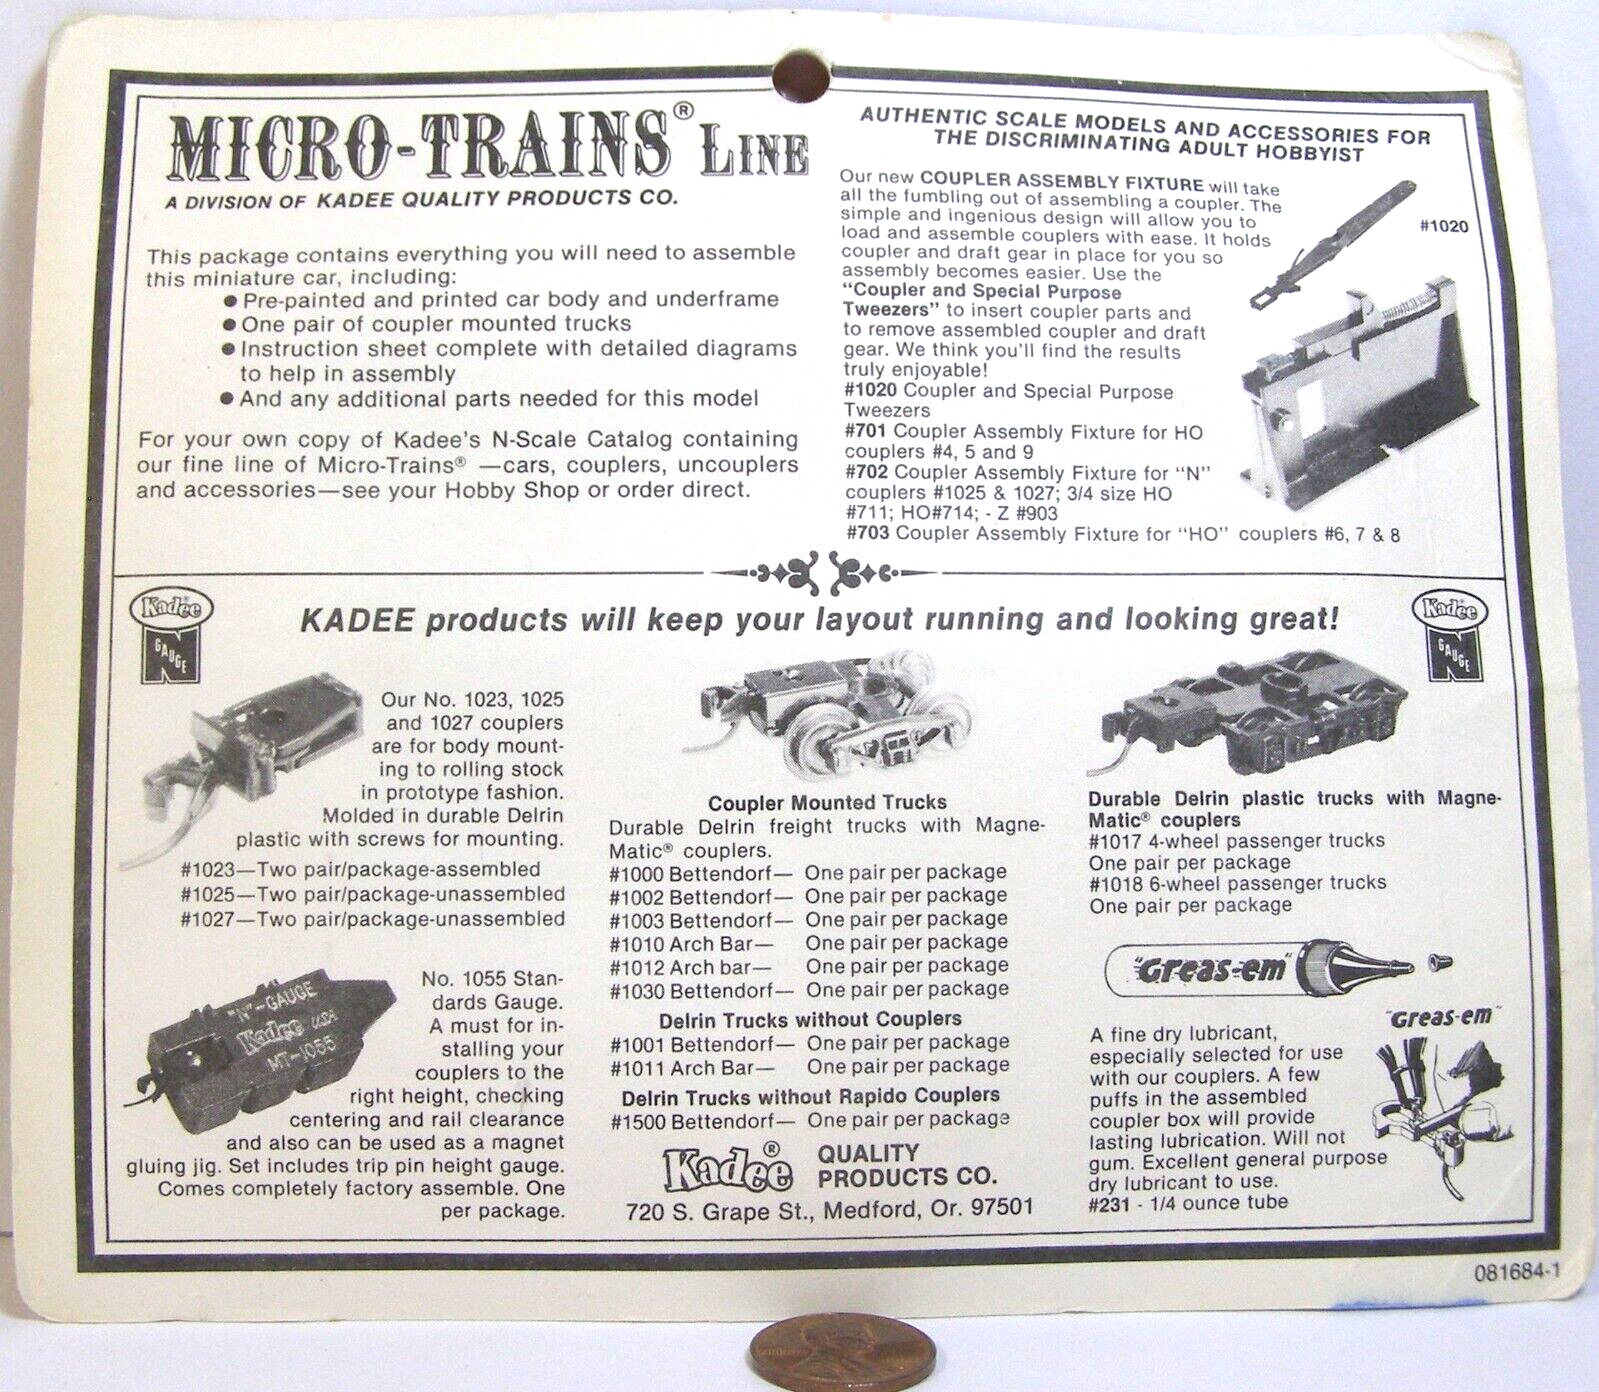 MICRO-TRAINS® LINE
A DIVISION OF KADEE QUALITY PRODUCTS CO.
This package contains everything you will need to assemble
this miniature car, including:
● Pre-painted and printed car body and underframe
● One pair of coupler mounted trucks
● Instruction sheet complete with detailed diagrams
to help in assembly
● And any additional parts needed for this model
For your own copy of Kadee's N-Scale Catalog containing
our fine line of Micro-Trains® —cars, couplers, uncouplers
and accessories—see your Hobby Shop or order direct.
AUTHENTIC SCALE MODELS AND ACCESSORIES FOR
THE DISCRIMINATING ADULT HOBBYIST
Our new COUPLER ASSEMBLY FIXTURE will take
all the fumbling out of assembling a coupler. The
simple and ingenious design will allow you to
load and assemble couplers with ease. It holds
coupler and draft gear in place for you so
assembly becomes easier. Use the
"Coupler and Special Purpose
Tweezers" to insert coupler parts and
to remove assembled coupler and draft
gear. We think you'll find the results
truly enjoyable!
#1020 Coupler and Special Purpose
Tweezers
#701 Coupler Assembly Fixture for HO
couplers #4, 5 and 9
#702 Coupler Assembly Fixture for "N"
couplers #1025 & 1027; 3/4 size HO
#711; HO#714; - Z #903
#703 Coupler Assembly Fixture for "HO" couplers #6, 7 & 8
#1020
Kadee
N
GAUGE
KADEE products will keep your layout running and looking great!
Kadee
N
GAUGE
Our No. 1023, 1025
and 1027 couplers
are for body mount-
ing to rolling stock
in prototype fashion.
Molded in durable Delrin
plastic with screws for mounting.
#1023—Two pair/package-assembled
#1025—Two pair/package-unassembled
#1027—Two pair/package-unassembled
"N"-GAUGE
Kadee USA
MT-1055
No. 1055 Stan-
dards Gauge.
A must for in-
stalling your
couplers to the
right height, checking
centering and rail clearance
and also can be used as a magnet
gluing jig. Set includes trip pin height gauge.
Comes completely factory assemble. One
per package.
Coupler Mounted Trucks
Durable Delrin freight trucks with Magne-
Matic® couplers.
#1000 Bettendorf— One pair per package
#1002 Bettendorf— One pair per package
#1003 Bettendorf— One pair per package
#1010 Arch Bar— One pair per package
#1012 Arch bar— One pair per package
#1030 Bettendorf— One pair per package
Delrin Trucks without Couplers
#1001 Bettendorf— One pair per package
#1011 Arch Bar— One pair per package
Delrin Trucks without Rapido Couplers
#1500 Bettendorf— One pair per package
Kadee® QUALITY
PRODUCTS CO.
720 S. Grape St., Medford, Or. 97501
Durable Delrin plastic trucks with Magne-
Matic® couplers
#1017 4-wheel passenger trucks
One pair per package
#1018 6-wheel passenger trucks
One pair per package
"Greas-em"
"Greas-em"
A fine dry lubricant,
especially selected for use
with our couplers. A few
puffs in the assembled
coupler box will provide
lasting lubrication. Will not
gum. Excellent general purpose
dry lubricant to use.
#231 - 1/4 ounce tube
081684-1